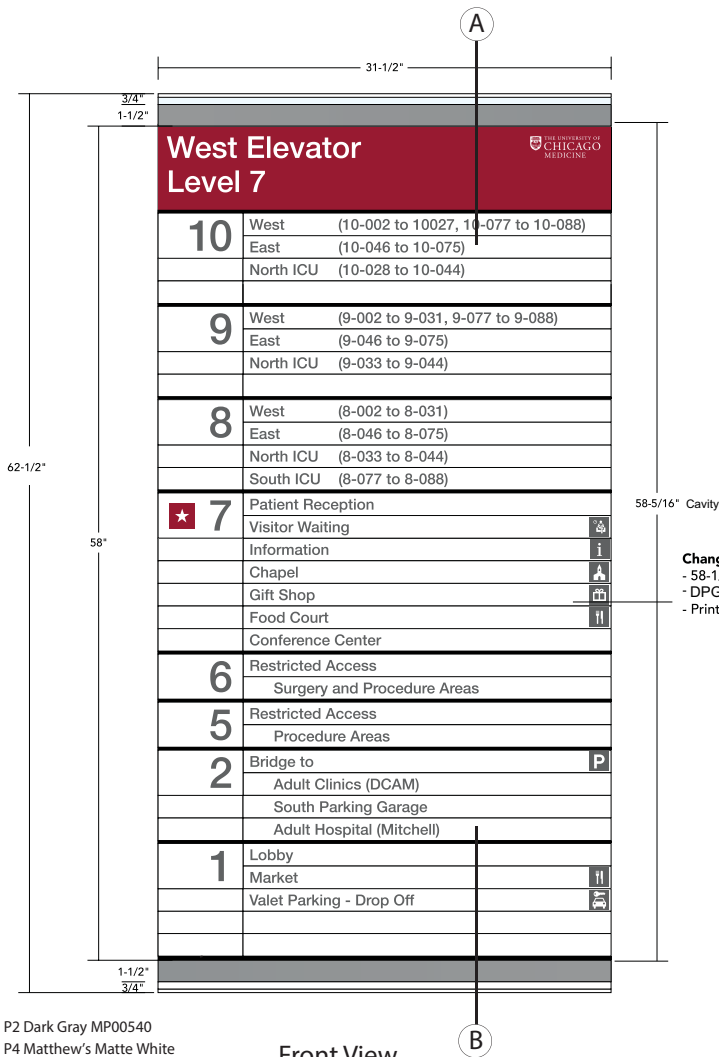 A
31-1/2"
3/4"
1-1/2"
West Elevator
Level 7
THE UNIVERSITY OF
CHICAGO
MEDICINE
10
West (10-002 to 10027, 10-077 to 10-088)
East (10-046 to 10-075)
North ICU (10-028 to 10-044)
9
West (9-002 to 9-031, 9-077 to 9-088)
East (9-046 to 9-075)
North ICU (9-033 to 9-044)
8
West (8-002 to 8-031)
East (8-046 to 8-075)
North ICU (8-033 to 8-044)
South ICU (8-077 to 8-088)
62-1/2"
58"
58-5/16" Cavity
7
Patient Reception
Visitor Waiting
Information i
Chapel
Gift Shop
Food Court
Conference Center
Chang
- 58-1
- DPG
- Print
6
Restricted Access
Surgery and Procedure Areas
5
Restricted Access
Procedure Areas
2
Bridge to P
Adult Clinics (DCAM)
South Parking Garage
Adult Hospital (Mitchell)
1
Lobby
Market
Valet Parking - Drop Off
1-1/2"
3/4"
P2 Dark Gray MP00540
P4 Matthew's Matte White
Front View
B